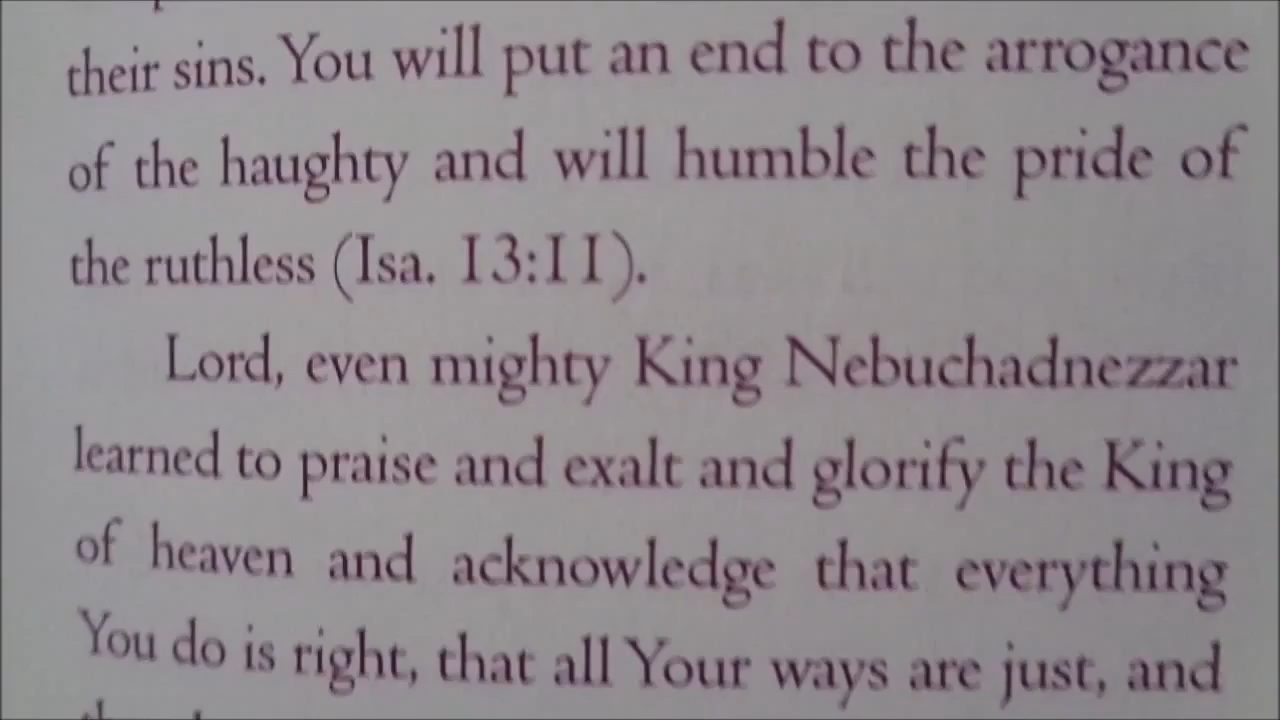 their sins. You will put an end to the arrogance
of the haughty and will humble the pride of
the ruthless (Isa. 13:11).
Lord, even mighty King Nebuchadnezzar
learned to praise and exalt and glorify the King
of heaven and acknowledge that everything
You do is right, that all Your ways are just, and